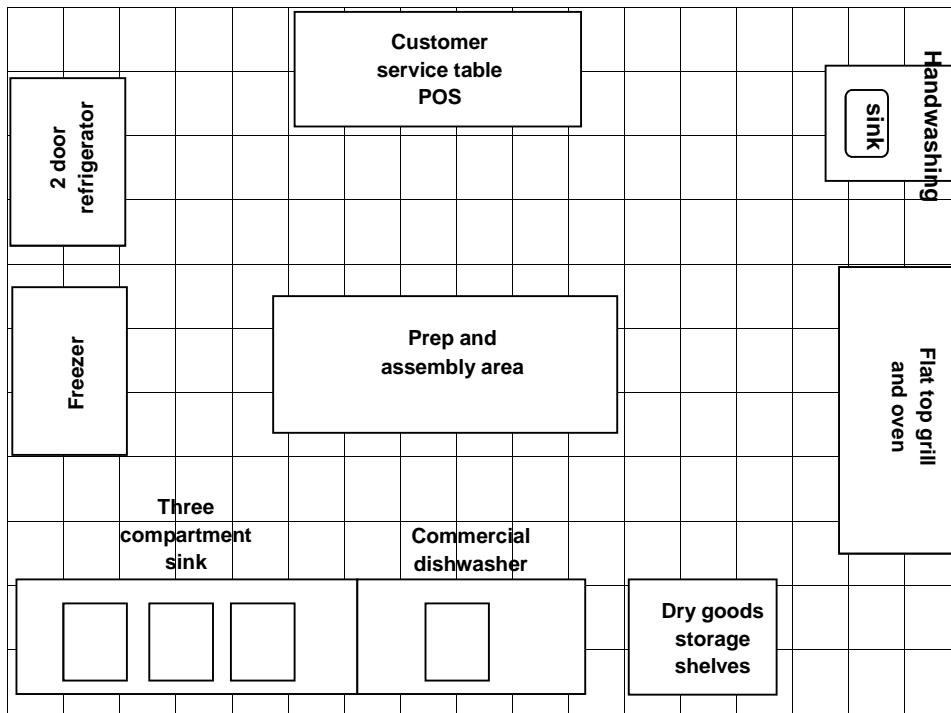 Customer
service table
POS
Handwashing
sink
2 door
refrigerator
Prep and
assembly area
Freezer
Flat top grill
and oven
Three
compartment
sink
Commercial
dishwasher
Dry goods
storage
shelves